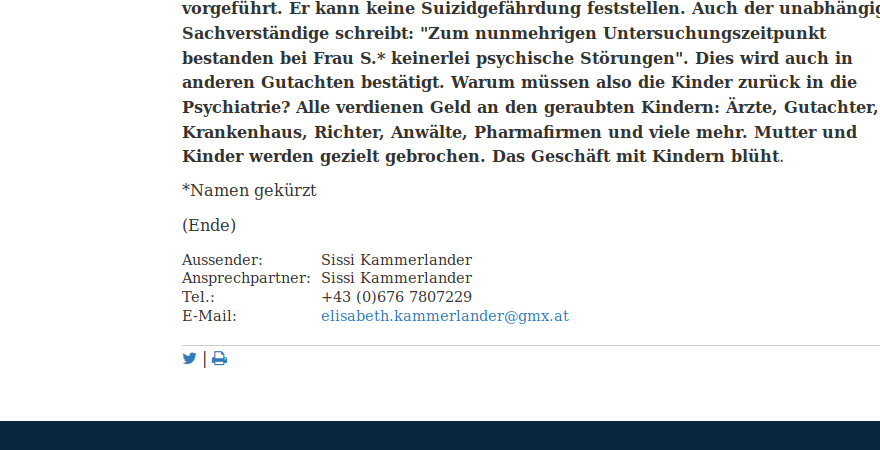 vorgeführt. Er kann keine Suizidgefährdung feststellen. Auch der
Sachverständige schreibt: "Zum nunmehrigen Untersuchungszeitpunkt
bestanden bei Frau S.* keinerlei psychische Störungen". Dies wird auch in
anderen Gutachten bestätigt. Warum müssen also die Kinder zurück in die
Psychiatrie? Alle verdienen Geld an den geraubten Kindern: Ärzte, Gutachter,
Krankenhaus, Richter, Anwälte, Pharmafirmen und viele mehr. Mutter und
Kinder werden gezielt gebrochen. Das Geschäft mit Kindern blüht.
*Namen gekürzt
(Ende)
Aussender: Sissi Kammerlander
Ansprechpartner: Sissi Kammerlander
Tel.: +43 (0)676 7807229
E-Mail: elisabeth.kammerlander@gmx.at